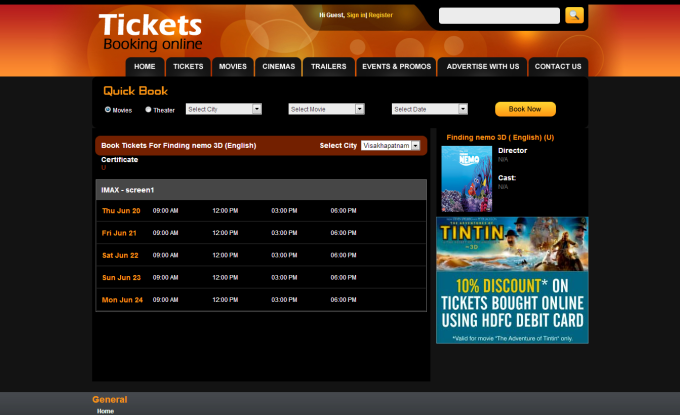 Tickets
Booking online
Hi Guest, Sign in| Register
HOME
TICKETS
MOVIES
CINEMAS
TRAILERS
EVENTS & PROMOS
ADVERTISE WITH US
CONTACT US
Quick Book
Movies
Theater
Select City
Select Movie
Select Date
Book Now
Book Tickets For Finding nemo 3D (English)
Select City
Visakhapatnam
Certificate
U
IMAX - screen1
Thu Jun 20 09:00 AM 12:00 PM 03:00 PM 06:00 PM
Fri Jun 21 09:00 AM 12:00 PM 03:00 PM 06:00 PM
Sat Jun 22 09:00 AM 12:00 PM 03:00 PM 06:00 PM
Sun Jun 23 09:00 AM 12:00 PM 03:00 PM 06:00 PM
Mon Jun 24 09:00 AM 12:00 PM 03:00 PM 06:00 PM
Finding nemo 3D ( English) (U)
NEMO
Director
N/A
Cast:
N/A
THE ADVENTURES OF
TINTIN
IN 3D
10% DISCOUNT* ON
TICKETS BOUGHT ONLINE
USING HDFC DEBIT CARD
*Valid for movie "The Adventure of Tintin" only.
General
Home